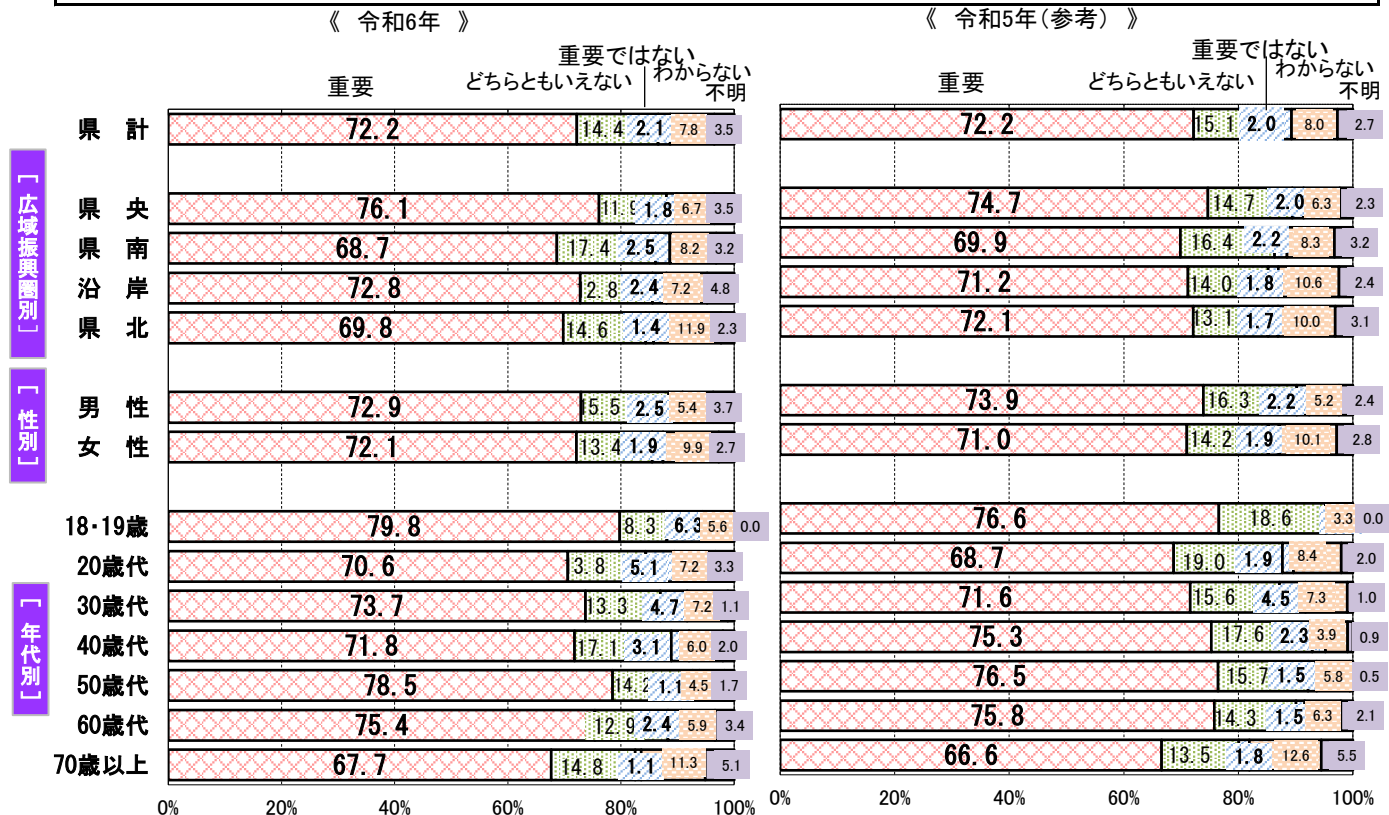 《 令和6年 》
重要
どちらともいえない
重要ではない
わからない
不明
県 計 72.2 14.4 2.1 7.8 3.5
[広域振興圏別]
県 央 76.1 11.9 1.8 6.7 3.5
県 南 68.7 17.4 2.5 8.2 3.2
沿 岸 72.8 2.8 2.4 7.2 4.8
県 北 69.8 14.6 1.4 11.9 2.3
[性別]
男 性 72.9 15.5 2.5 5.4 3.7
女 性 72.1 13.4 1.9 9.9 2.7
[年代別]
18・19歳 79.8 8.3 6.3 5.6 0.0
20歳代 70.6 3.8 5.1 7.2 3.3
30歳代 73.7 13.3 4.7 7.2 1.1
40歳代 71.8 17.1 3.1 6.0 2.0
50歳代 78.5 14.2 1.1 4.5 1.7
60歳代 75.4 12.9 2.4 5.9 3.4
70歳以上 67.7 14.8 1.1 11.3 5.1
0% 20% 40% 60% 80% 100%
《 令和5年(参考) 》
重要
どちらともいえない
重要ではない
わからない
不明
72.2 15.1 2.0 8.0 2.7
74.7 14.7 2.0 6.3 2.3
69.9 16.4 2.2 8.3 3.2
71.2 14.0 1.8 10.6 2.4
72.1 13.1 1.7 10.0 3.1
73.9 16.3 2.2 5.2 2.4
71.0 14.2 1.9 10.1 2.8
76.6 18.6 3.3 0.0
68.7 19.0 1.9 8.4 2.0
71.6 15.6 4.5 7.3 1.0
75.3 17.6 2.3 3.9 0.9
76.5 15.7 1.5 5.8 0.5
75.8 14.3 1.5 6.3 2.1
66.6 13.5 1.8 12.6 5.5
0% 20% 40% 60% 80% 100%